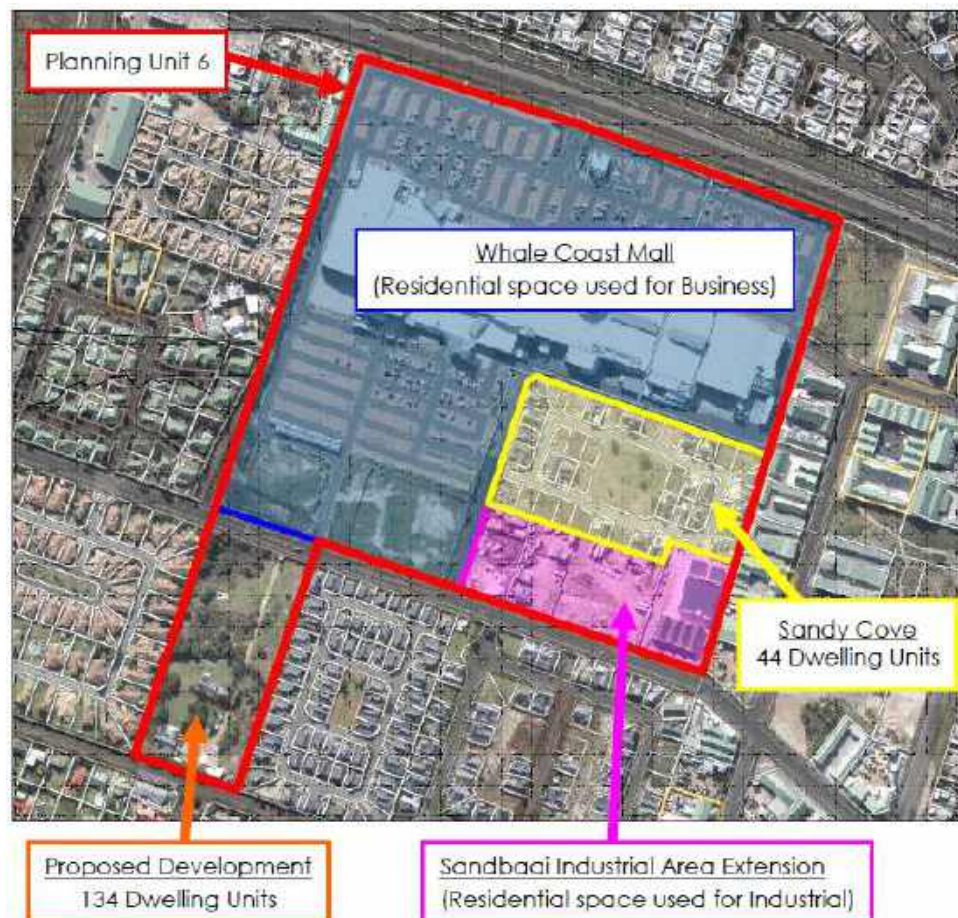 Planning Unit 6
Whale Coast Mall
(Residential space used for Business)
Sandy Cove
44 Dwelling Units
Proposed Development
134 Dwelling Units
Sandbaai Industrial Area Extension
(Residential space used for Industrial)